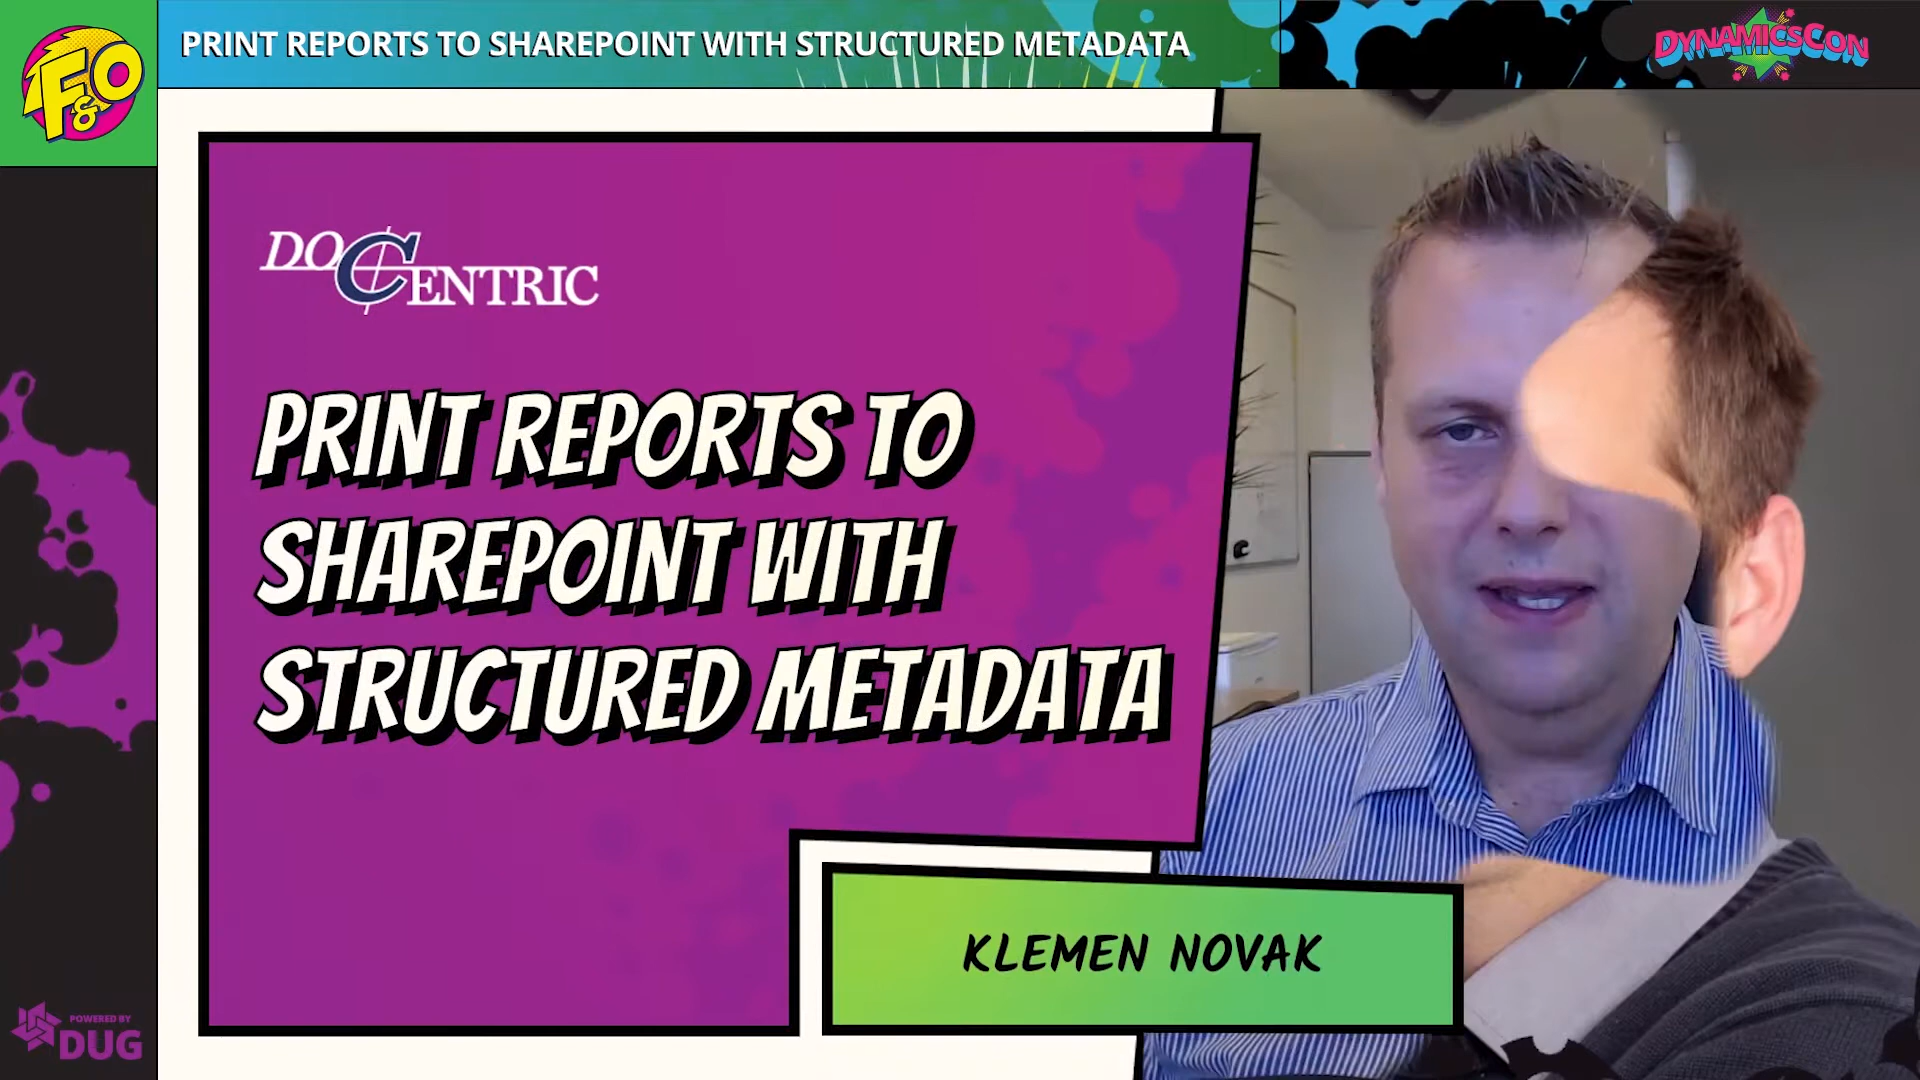 F&O
PRINT REPORTS TO SHAREPOINT WITH STRUCTURED METADATA
DYNAMICSCON
DOCENTRIC
PRINT REPORTS TO
SHAREPOINT WITH
STRUCTURED METADATA
KLEMEN NOVAK
POWERED BY
DUG